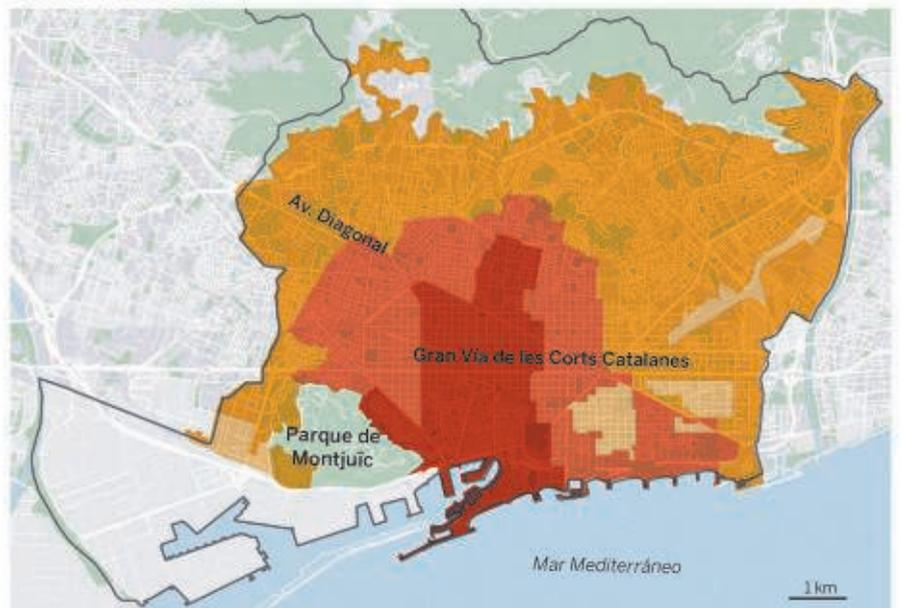 Av. Diagonal
Gran Vía de les Corts Catalanes
Parque de
Montjuïc
Mar Mediterráneo
1 km